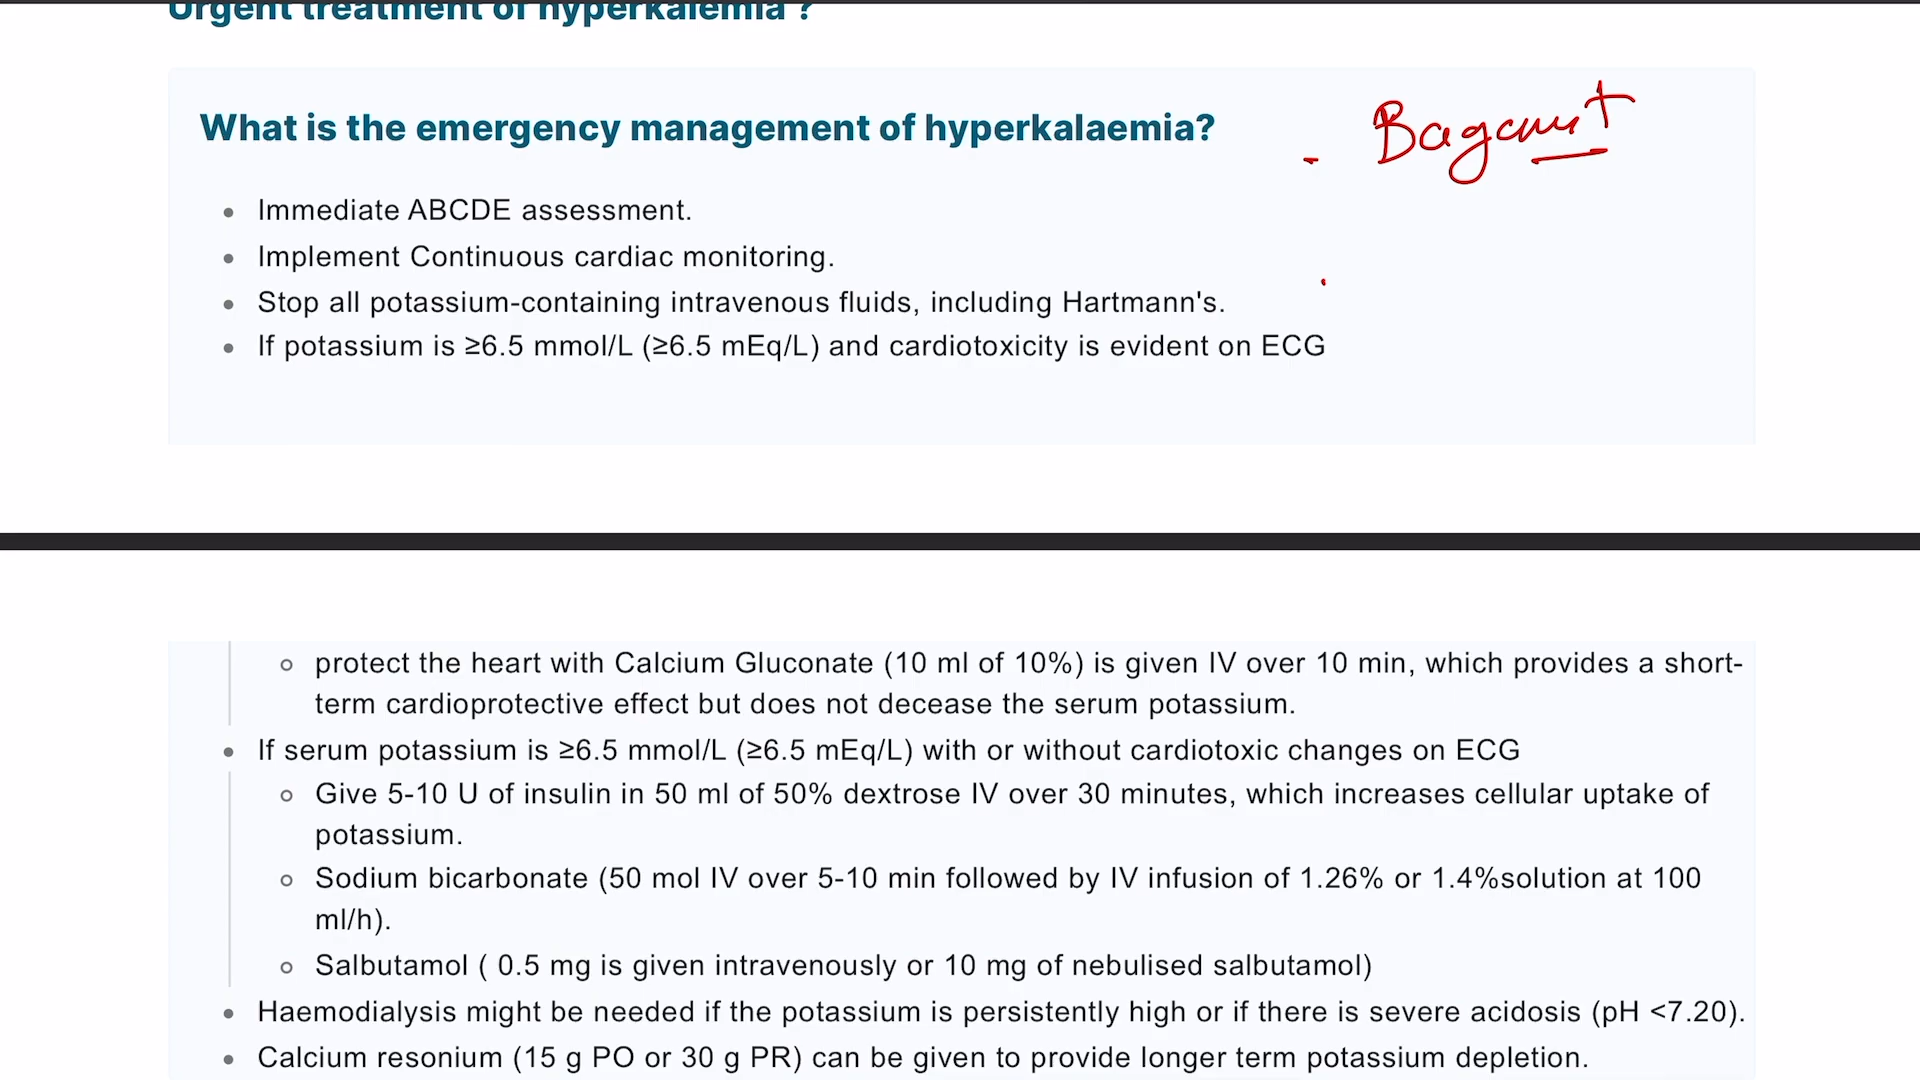 Urgent treatment of hyperkalemia ?
What is the emergency management of hyperkalaemia?
• Immediate ABCDE assessment.
• Implement Continuous cardiac monitoring.
• Stop all potassium-containing intravenous fluids, including Hartmann's.
• If potassium is ≥6.5 mmol/L (≥6.5 mEq/L) and cardiotoxicity is evident on ECG
○ protect the heart with Calcium Gluconate (10 ml of 10%) is given IV over 10 min, which provides a short-
term cardioprotective effect but does not decease the serum potassium.
• If serum potassium is ≥6.5 mmol/L (≥6.5 mEq/L) with or without cardiotoxic changes on ECG
○ Give 5-10 U of insulin in 50 ml of 50% dextrose IV over 30 minutes, which increases cellular uptake of
potassium.
○ Sodium bicarbonate (50 mol IV over 5-10 min followed by IV infusion of 1.26% or 1.4%solution at 100
ml/h).
○ Salbutamol ( 0.5 mg is given intravenously or 10 mg of nebulised salbutamol)
• Haemodialysis might be needed if the potassium is persistently high or if there is severe acidosis (pH <7.20).
• Calcium resonium (15 g PO or 30 g PR) can be given to provide longer term potassium depletion.